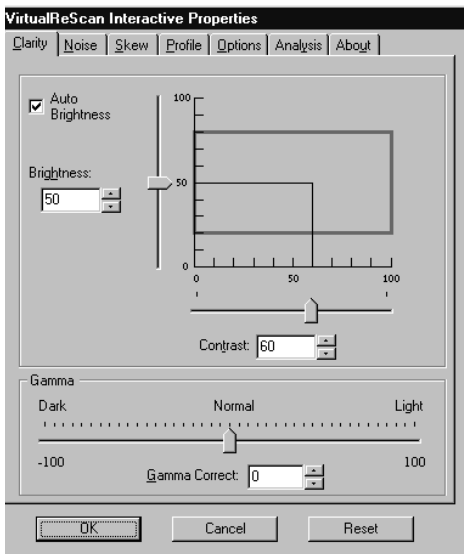 VirtualReScan Interactive Properties
Clarity Noise Skew Profile Options Analysis About
Auto
Brightness
Brightness:
50
100
50
0
0 50 100
Contrast: 60
Gamma
Dark Normal Light
-100 100
Gamma Correct: 0
OK Cancel Reset